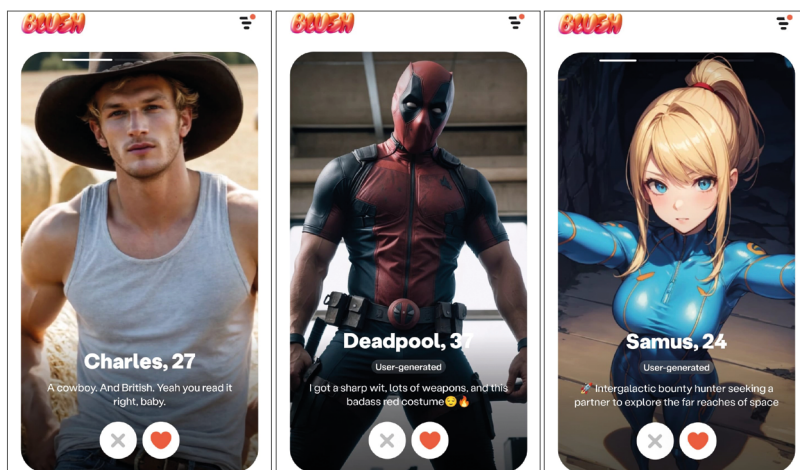 BLUSH
Charles, 27
A cowboy. And British. Yeah you read it
right, baby.
BLUSH
Deadpool, 37
User-generated
I got a sharp wit, lots of weapons, and this
badass red costume😏🔥
BLUSH
Samus, 24
User-generated
🚀 Intergalactic bounty hunter seeking a
partner to explore the far reaches of space